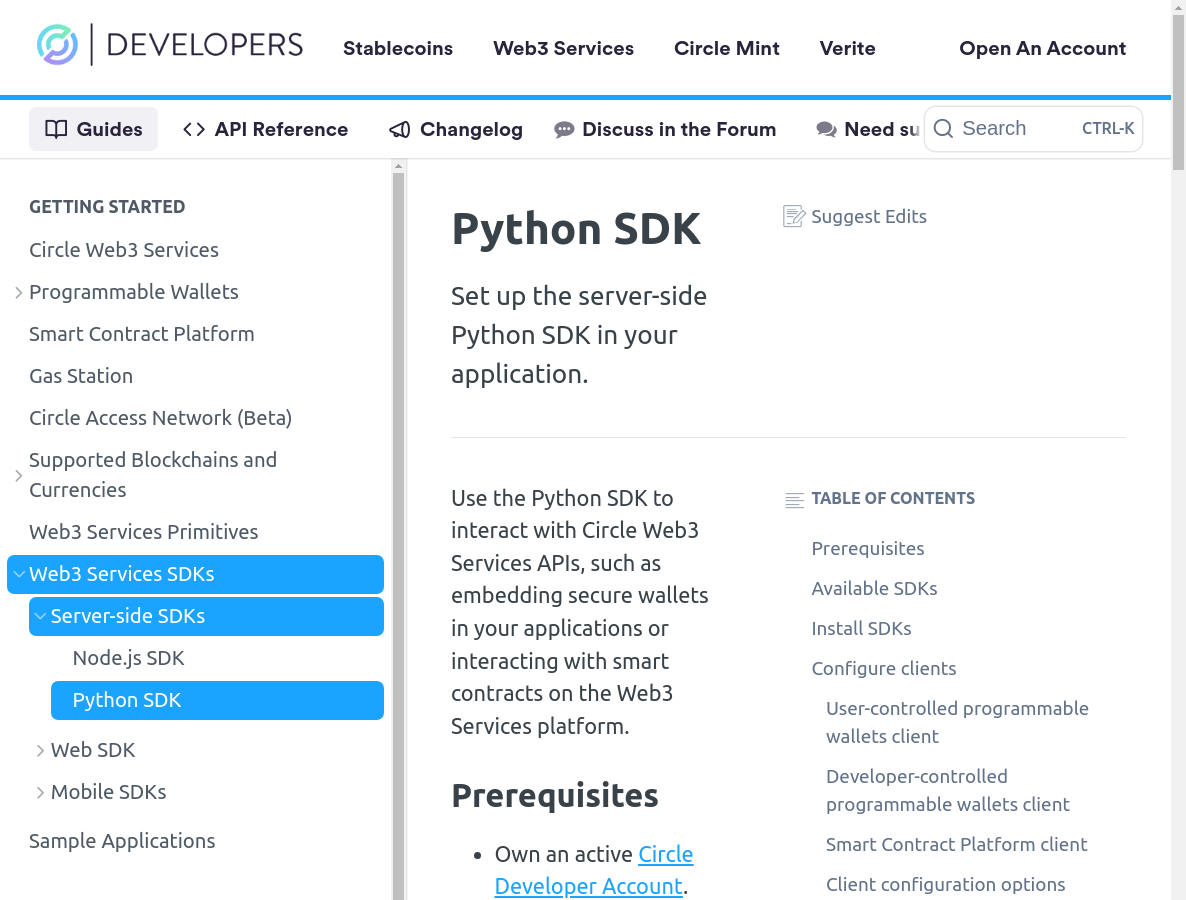 DEVELOPERS
Stablecoins
Web3 Services
Circle Mint
Verite
Open An Account
Guides
API Reference
Changelog
Discuss in the Forum
Need su
Search
CTRL-K
GETTING STARTED
Circle Web3 Services
Programmable Wallets
Smart Contract Platform
Gas Station
Circle Access Network (Beta)
Supported Blockchains and
Currencies
Web3 Services Primitives
Web3 Services SDKs
Server-side SDKs
Node.js SDK
Python SDK
Web SDK
Mobile SDKs
Sample Applications
Python SDK
Suggest Edits
Set up the server-side
Python SDK in your
application.
Use the Python SDK to
interact with Circle Web3
Services APIs, such as
embedding secure wallets
in your applications or
interacting with smart
contracts on the Web3
Services platform.
Prerequisites
Own an active Circle
Developer Account.
TABLE OF CONTENTS
Prerequisites
Available SDKs
Install SDKs
Configure clients
User-controlled programmable
wallets client
Developer-controlled
programmable wallets client
Smart Contract Platform client
Client configuration options